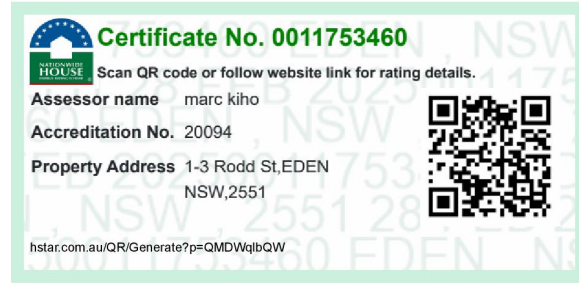 Certificate No. 0011753460
NATIONWIDE
HOUSE
Scan QR code or follow website link for rating details.
Assessor name marc kiho
Accreditation No. 20094
Property Address 1-3 Rodd St,EDEN
NSW,2551
hstar.com.au/QR/Generate?p=QMDWqlbQW